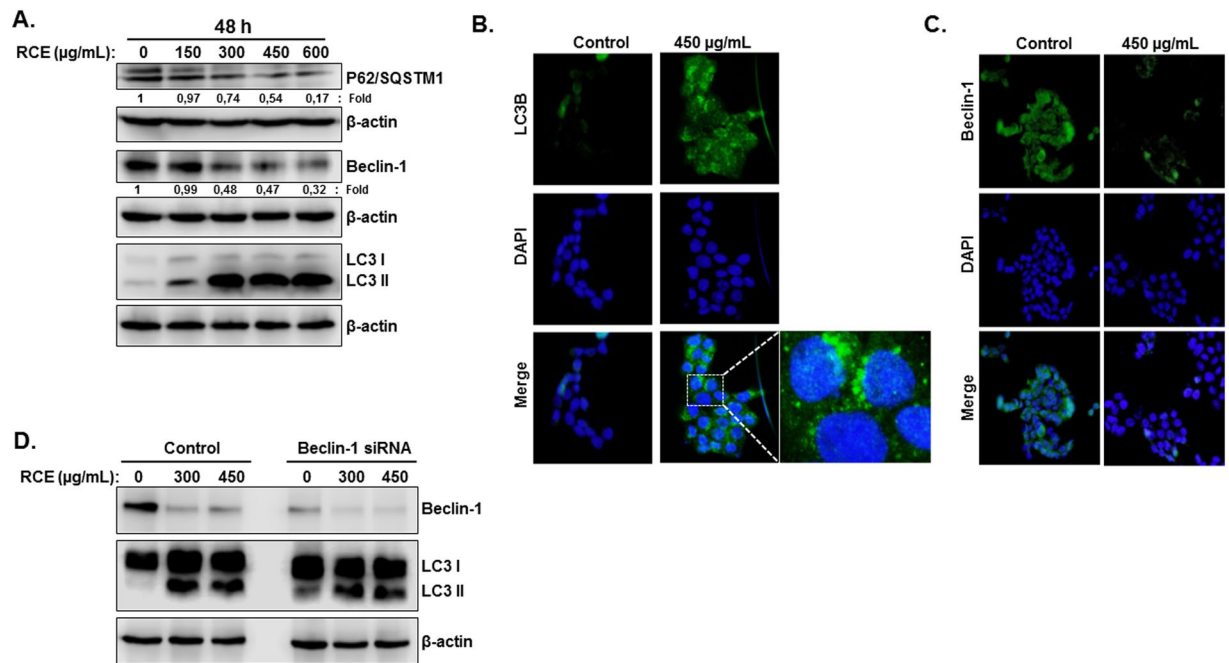 A.
48 h
RCE (µg/mL): 0 150 300 450 600
P62/SQSTM1
1 0,97 0,74 0,54 0,17 : Fold
β-actin
Beclin-1
1 0,99 0,48 0,47 0,32 : Fold
β-actin
LC3 I
LC3 II
β-actin
B.
Control 450 µg/mL
LC3B
DAPI
Merge
C.
Control 450 µg/mL
Beclin-1
DAPI
Merge
D.
Control Beclin-1 siRNA
RCE (µg/mL): 0 300 450 0 300 450
Beclin-1
LC3 I
LC3 II
β-actin